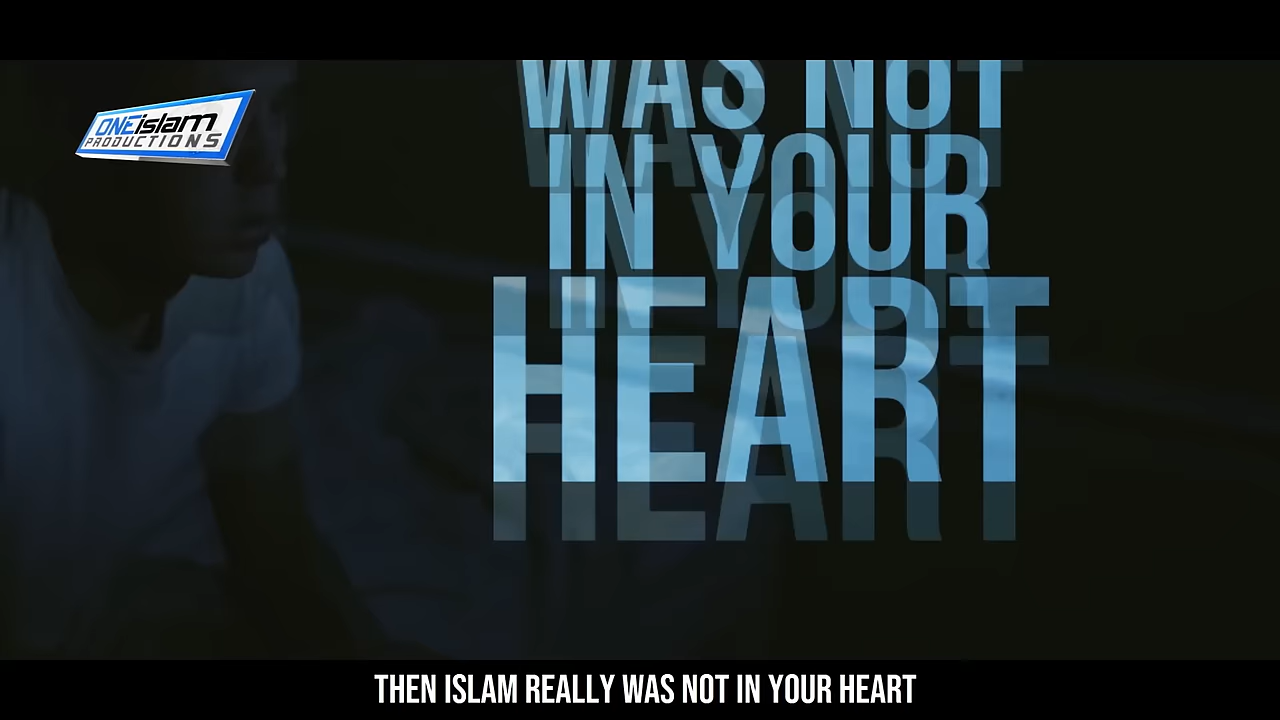 ONEislam
PRODUCTIONS
WAS NOT
IN YOUR
HEART
THEN ISLAM REALLY WAS NOT IN YOUR HEART